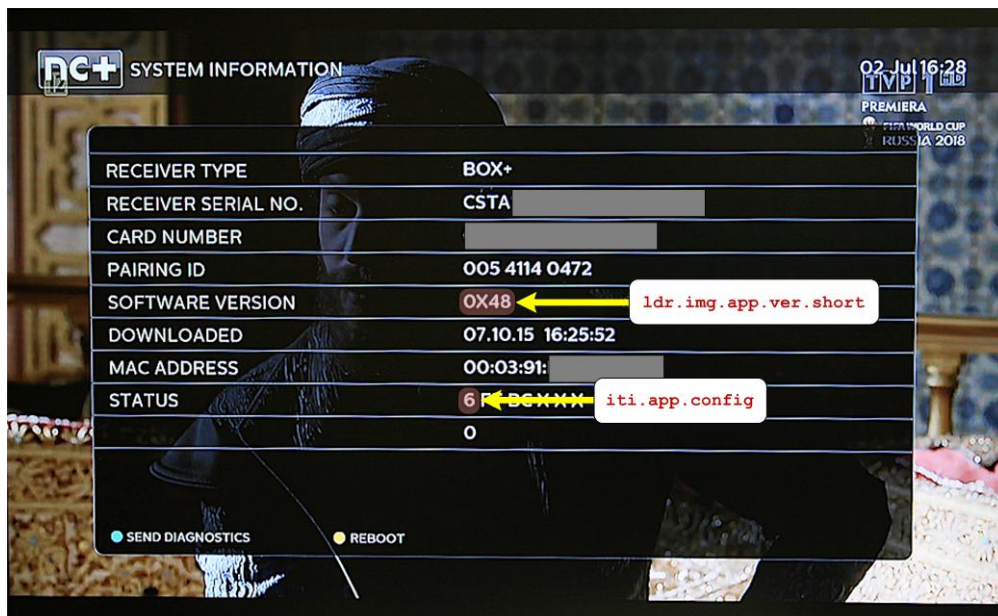 nc+ SYSTEM INFORMATION
02 Jul 16:28
12
TVP 1 HD
PREMIERA
FIFA WORLD CUP
RUSSIA 2018
RECEIVER TYPE BOX+
RECEIVER SERIAL NO. CSTA
CARD NUMBER
PAIRING ID 005 4114 0472
SOFTWARE VERSION 0X48 ldr.img.app.ver.short
DOWNLOADED 07.10.15 16:25:52
MAC ADDRESS 00:03:91:
STATUS 6 X X X iti.app.config
0
SEND DIAGNOSTICS REBOOT